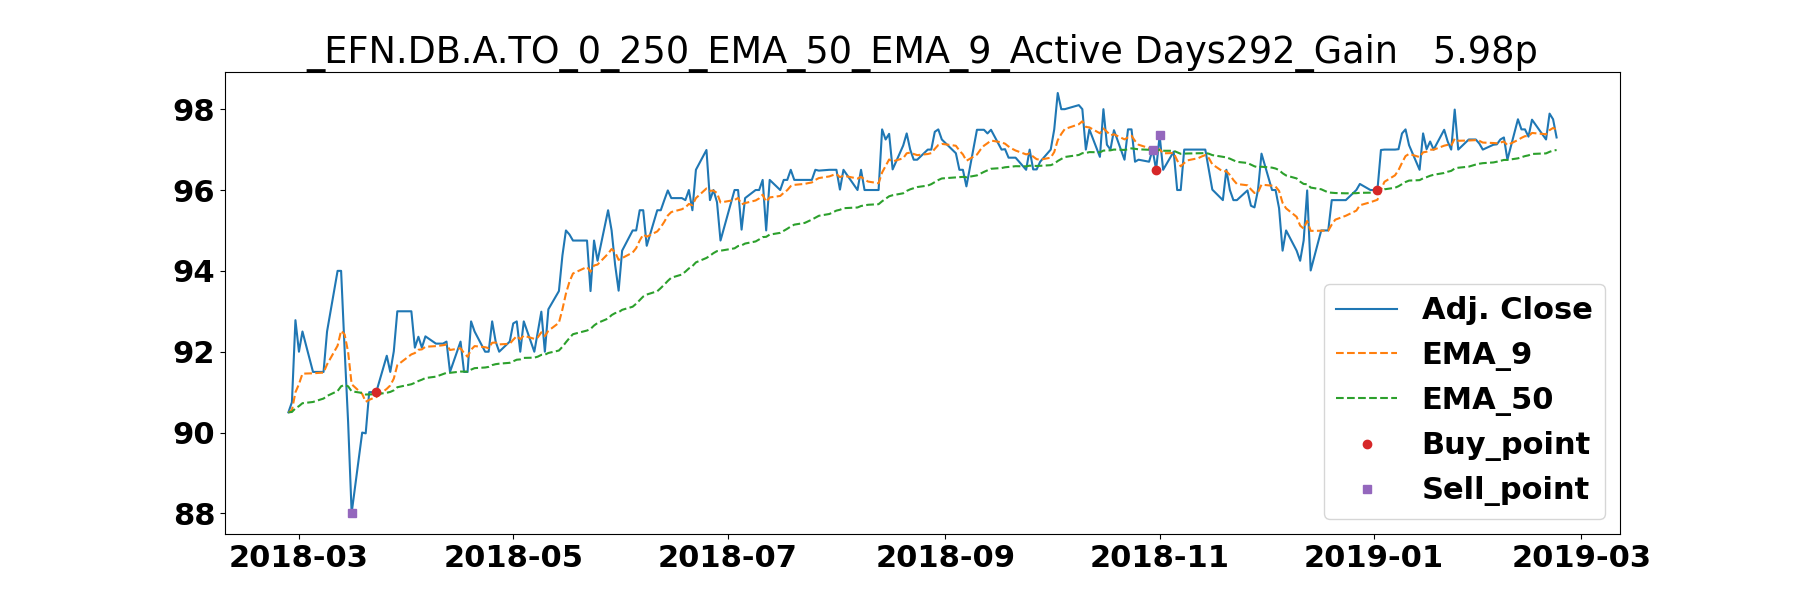 _EFN.DB.A.TO_0_250_EMA_50_EMA_9_Active Days292_Gain   5.98p
98
96
94
92
90
88
2018-03 2018-05 2018-07 2018-09 2018-11 2019-01 2019-03
Adj. Close
EMA_9
EMA_50
Buy_point
Sell_point